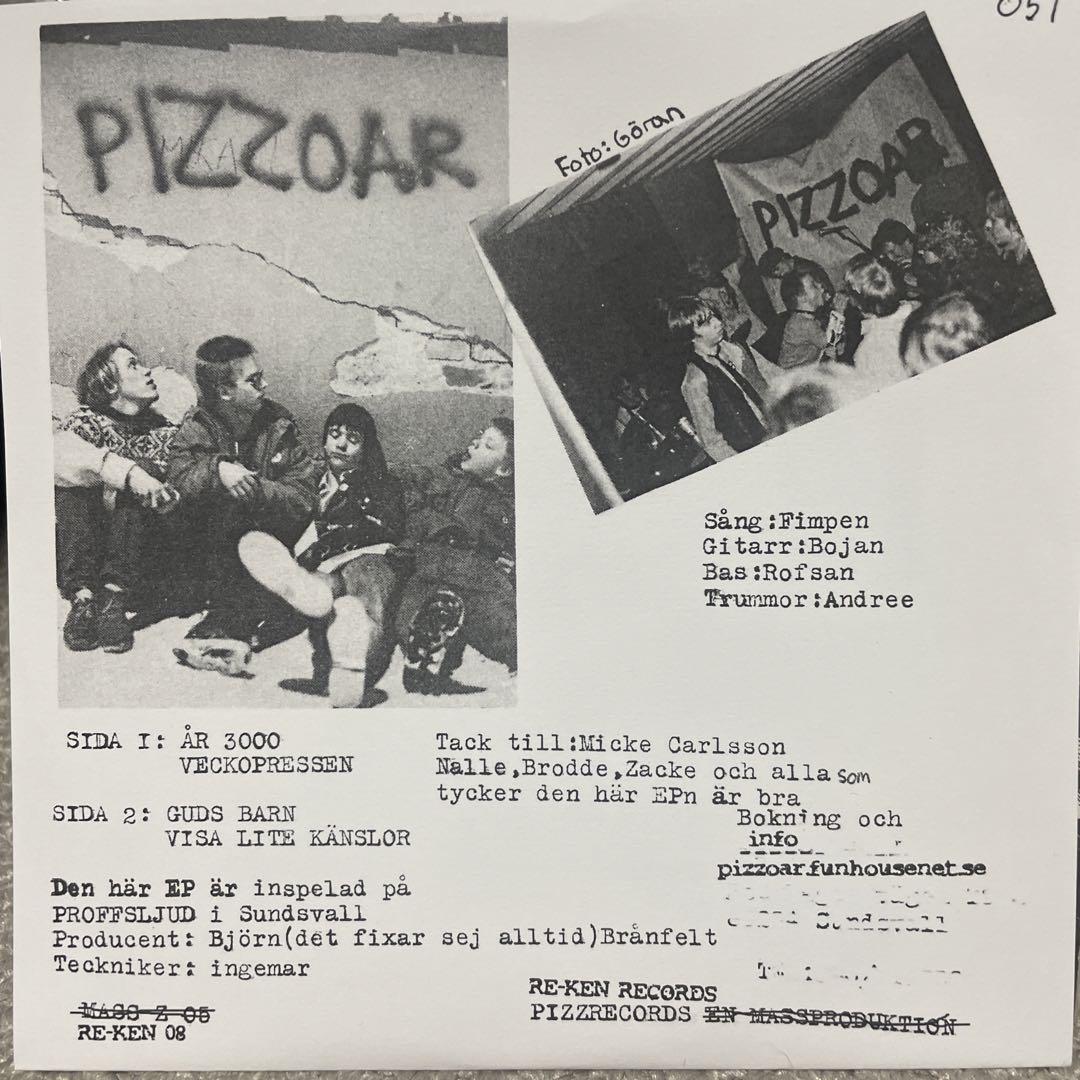 051
PIZZOAR
Foto: Göran
PIZZOAR
Sång:Fimpen
Gitarr:Bojan
Bas:Rofsan
Trummor:Andree
SIDA I: ÅR 3000
VECKOPRESSEN
SIDA 2: GUDS BARN
VISA LITE KÄNSLOR
Tack till:Micke Carlsson
Nalle,Brodde,Zacke och alla som
tycker den här EPn är bra
Bokning och
info
pizzoar.funhousenet.se
Sundsvall
Den här EP är inspelad på
PROFFSLJUD i Sundsvall
Producent: Björn(det fixar sej alltid)Brånfelt
Teckniker: ingemar
MASS Z 05
RE-KEN 08
RE-KEN RECORDS
PIZZRECORDS EN MASSPRODUKTION